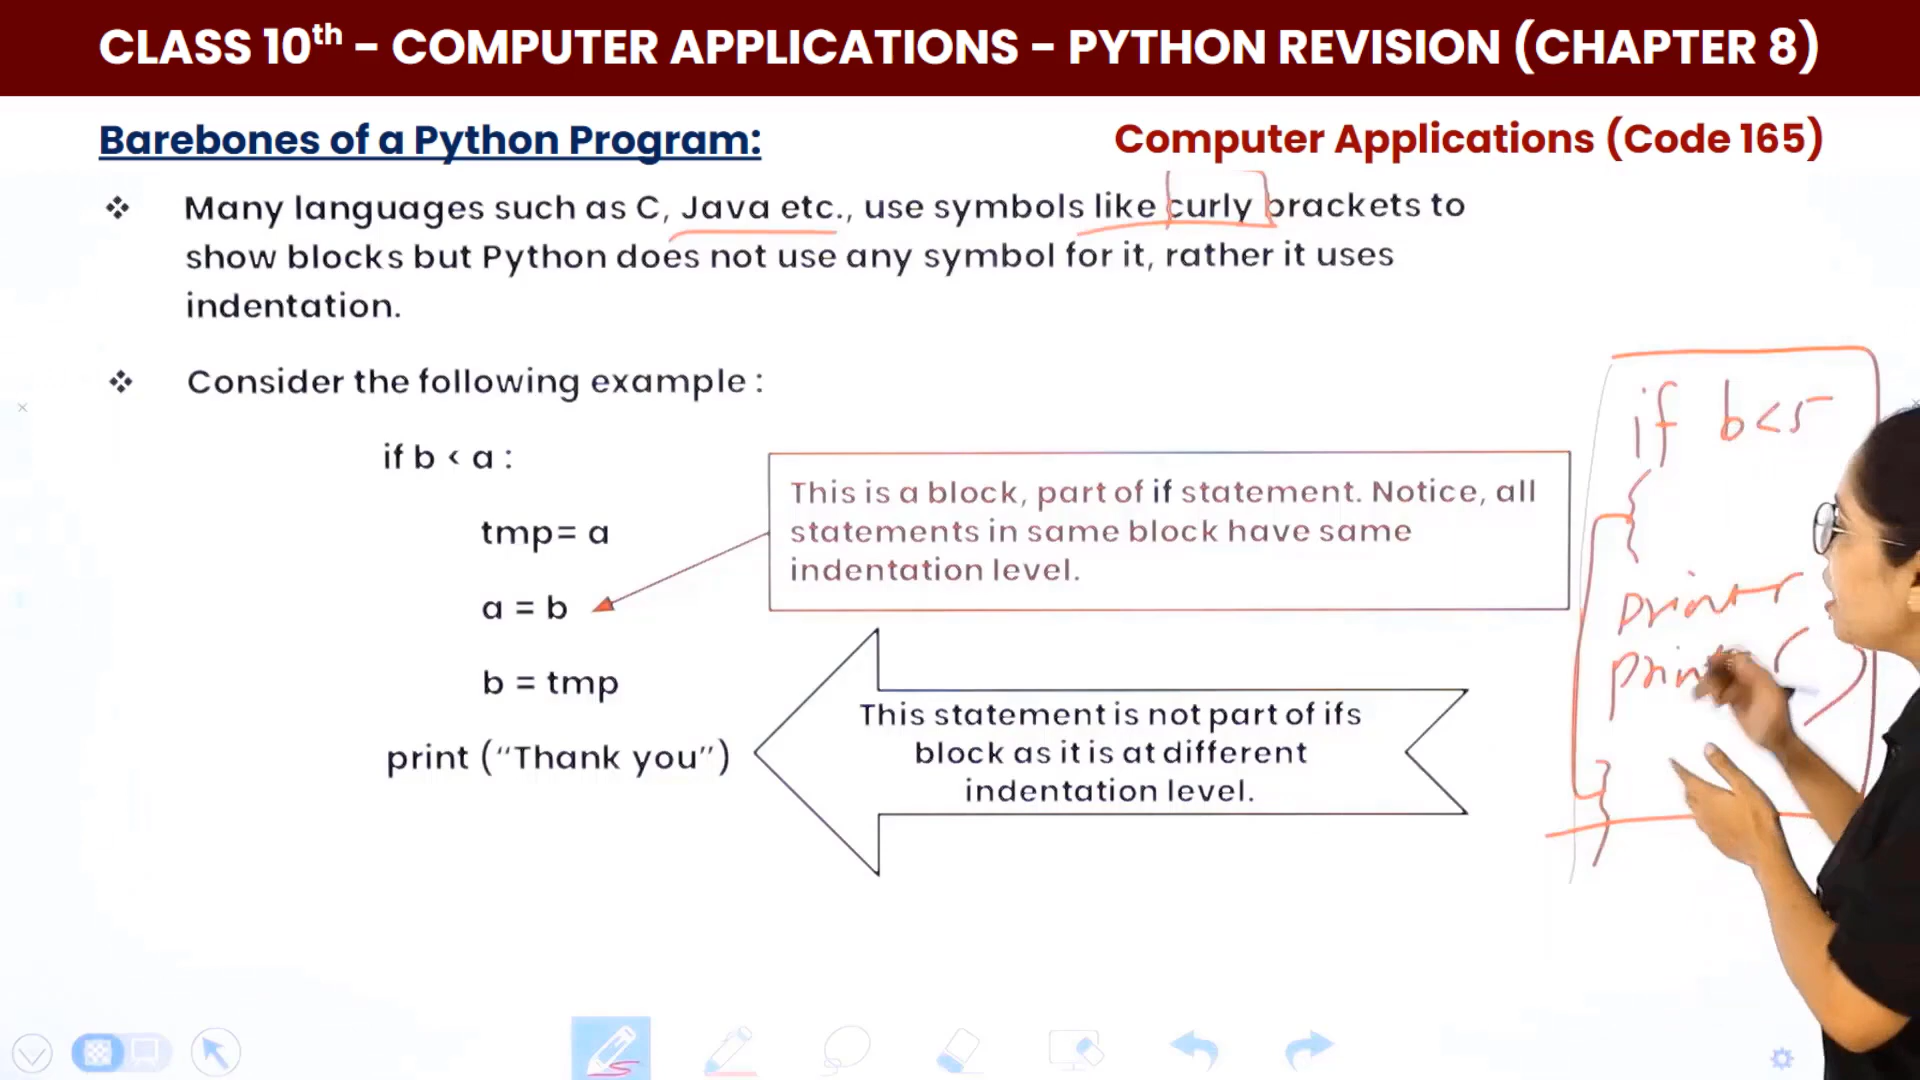 CLASS 10th – COMPUTER APPLICATIONS – PYTHON REVISION (CHAPTER 8)
Barebones of a Python Program:
Computer Applications (Code 165)
❖ Many languages such as C, Java etc., use symbols like curly brackets to
show blocks but Python does not use any symbol for it, rather it uses
indentation.
❖ Consider the following example :
if b < a :
tmp= a
a = b
b = tmp
print (“Thank you”)
This is a block, part of if statement. Notice, all
statements in same block have same
indentation level.
This statement is not part of ifs
block as it is at different
indentation level.
if b<5
{
print
}